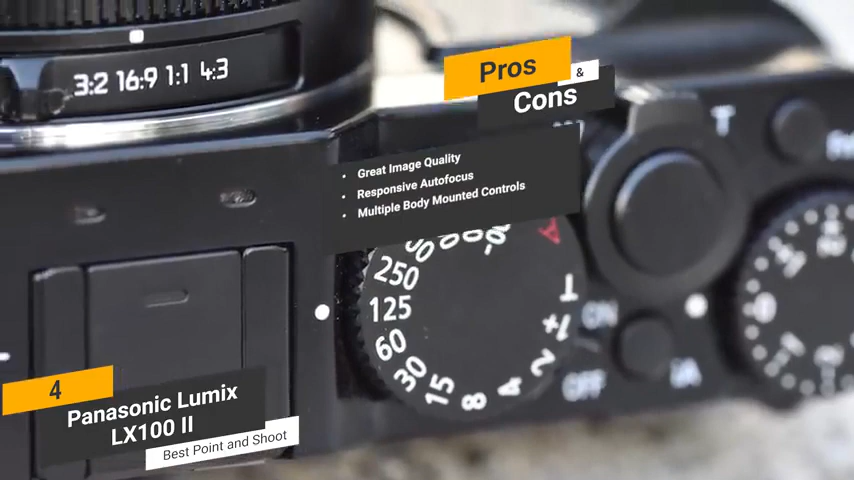 3:2 16:9 1:1 4:3
Pros
&
Cons
• Great Image Quality
• Responsive Autofocus
• Multiple Body Mounted Controls
T
250
125
60
30
15
8
4
2
1+
T
ON
OFF
iA
4
Panasonic Lumix
LX100 II
Best Point and Shoot